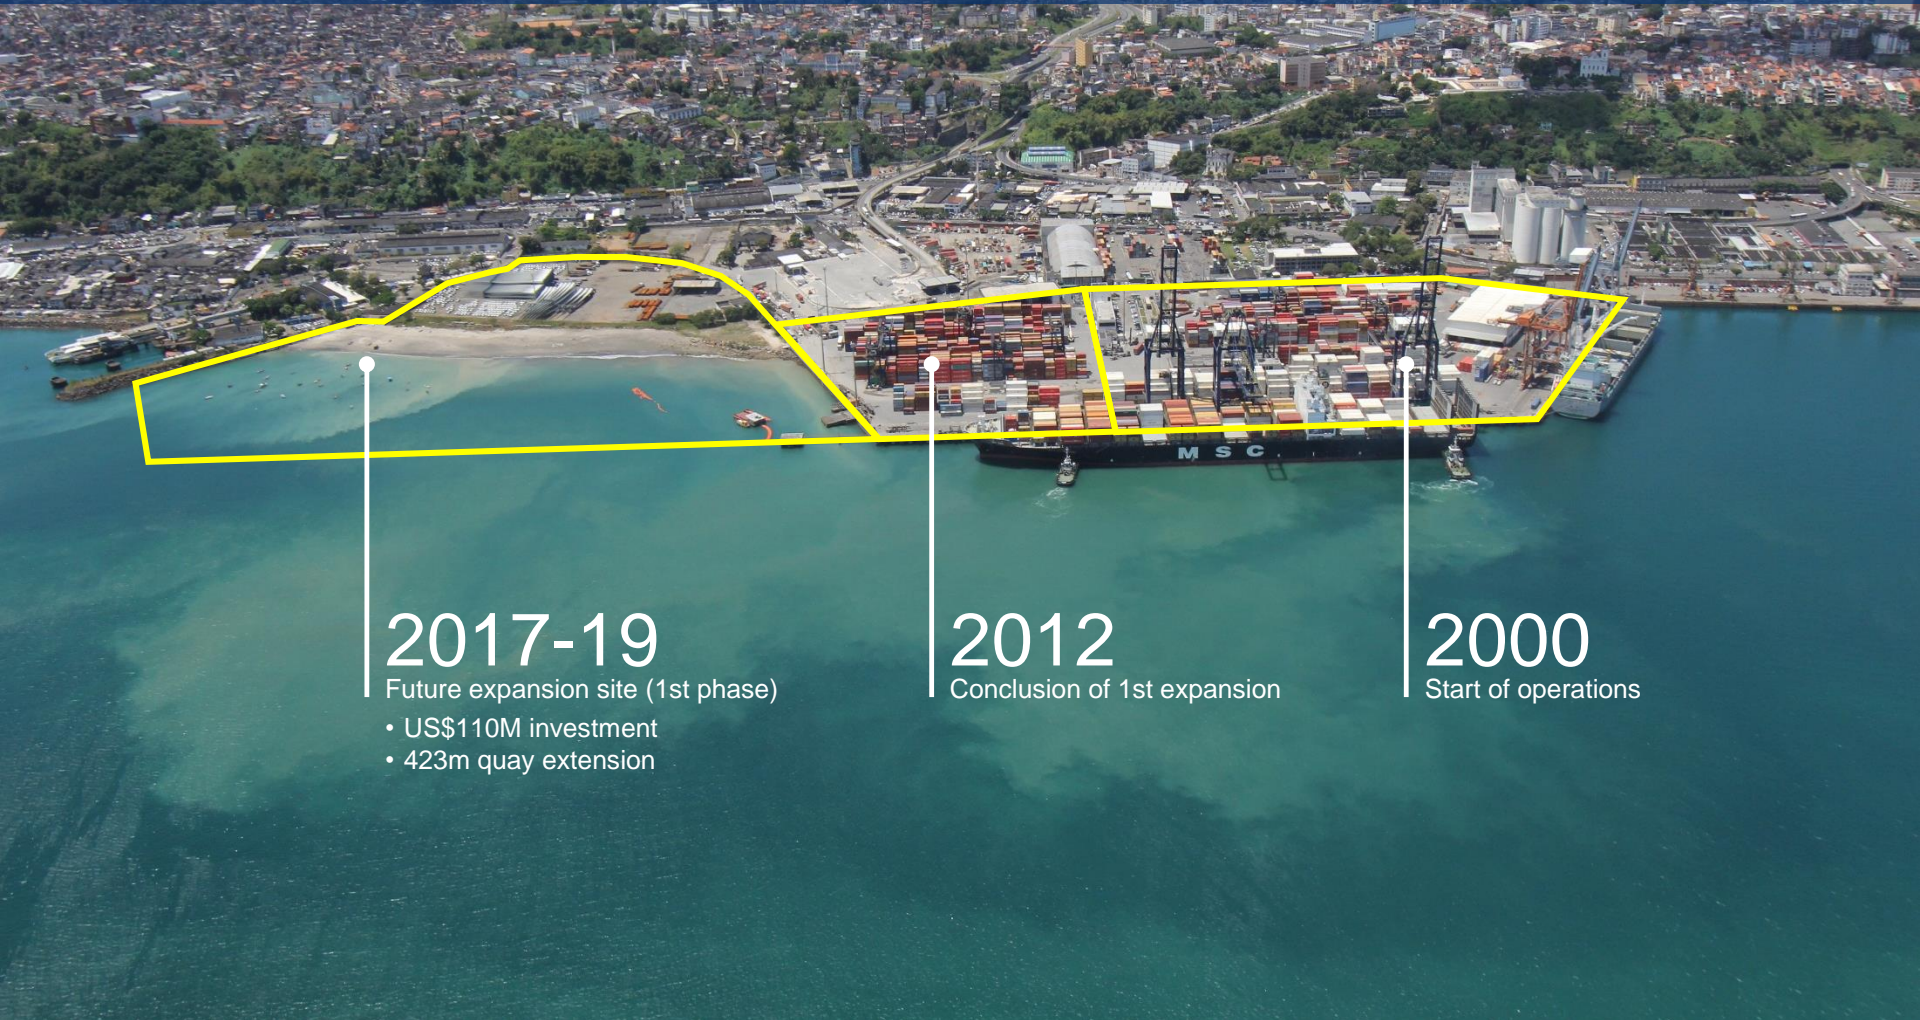 MSC
2017-19
Future expansion site (1st phase)
• US$110M investment
• 423m quay extension
2012
Conclusion of 1st expansion
2000
Start of operations